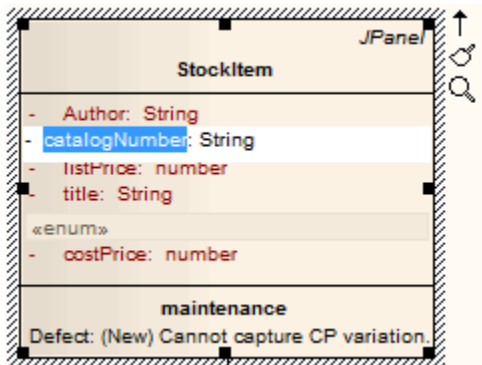 JPanel
StockItem
- Author: String
- catalogNumber: String
- listPrice: number
- title: String
«enum»
- costPrice: number
maintenance
Defect: (New) Cannot capture CP variation.